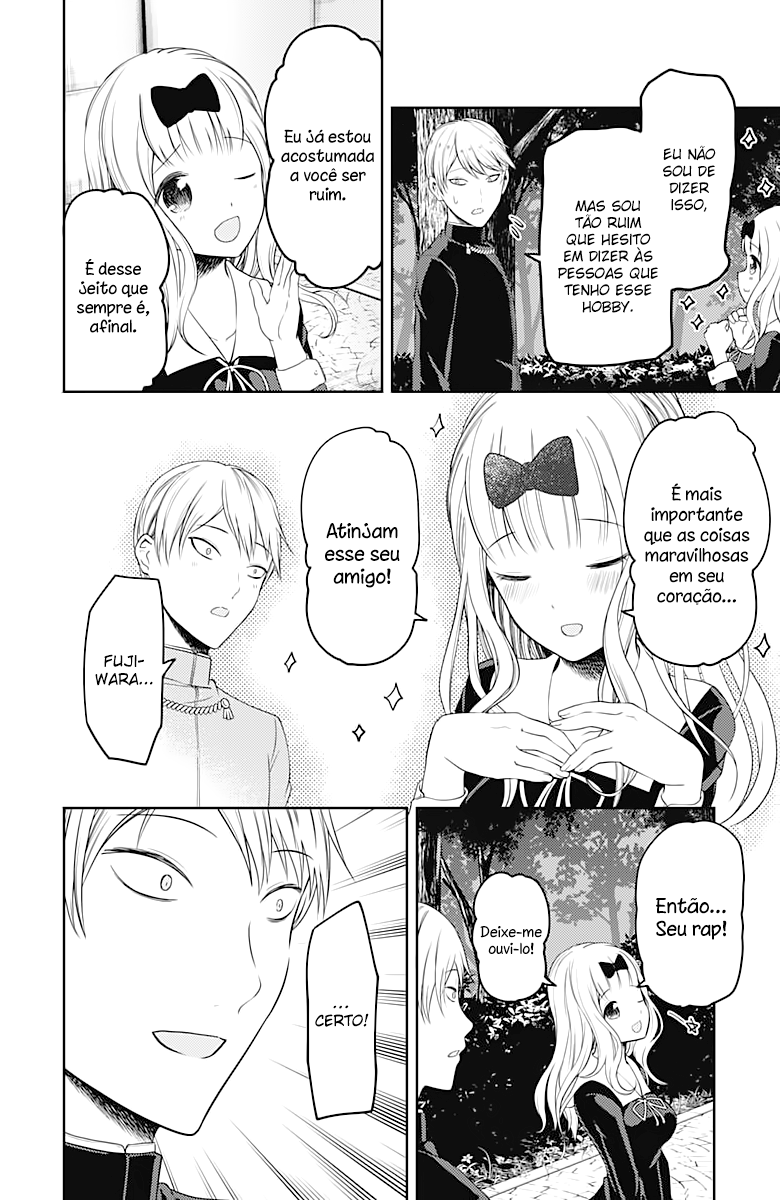 EU NÃO
SOU DE
DIZER
ISSO,
MAS SOU
TÃO RUIM
QUE HESITO
EM DIZER ÀS
PESSOAS QUE
TENHO ESSE
HOBBY.
Eu já estou
acostumada
a você ser
ruim.
É desse
jeito que
sempre é,
afinal.
É mais
importante
que as coisas
maravilhosas
em seu
coração...
Atinjam
esse seu
amigo!
FUJI-
WARA...
Então...
Seu rap!
Deixe-me
ouvi-lo!
...
CERTO!